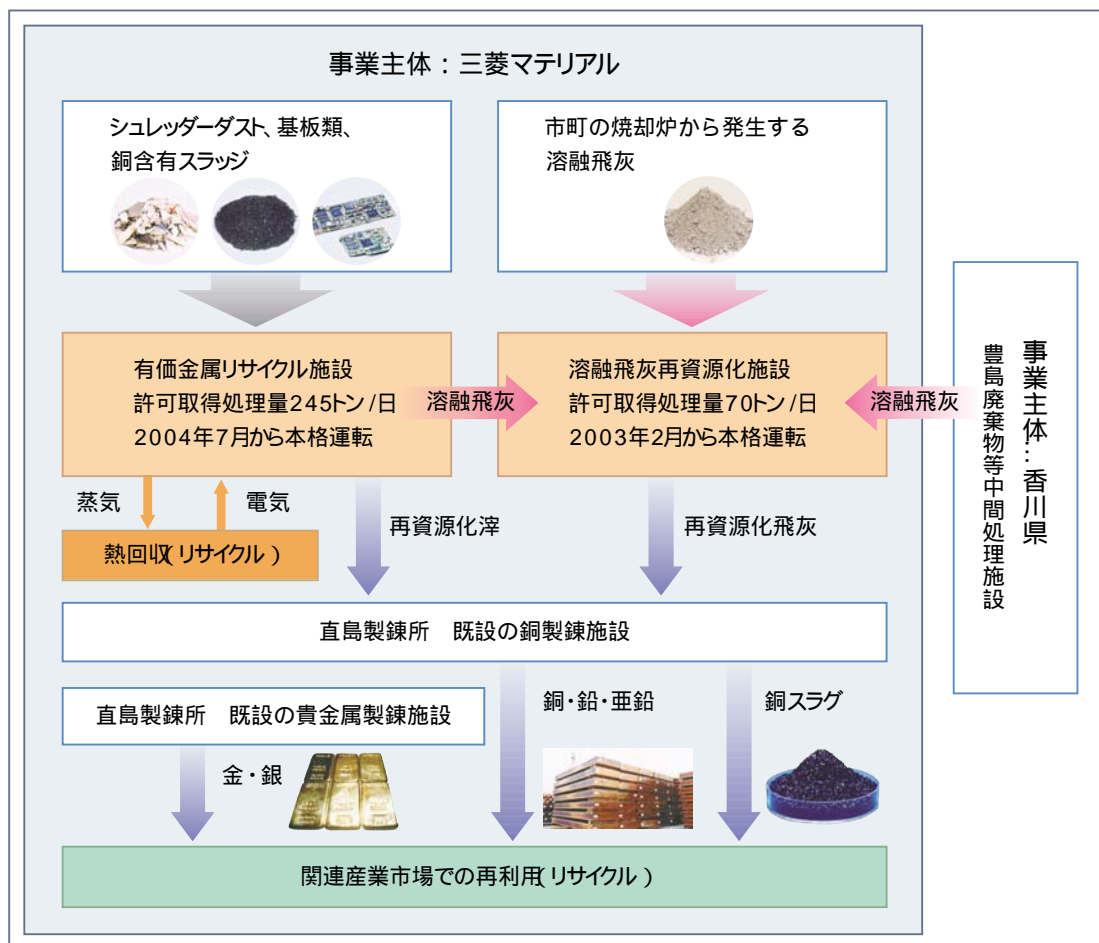 事業主体：三菱マテリアル
シュレッダーダスト、基板類、
銅含有スラッジ
市町の焼却炉から発生する
溶融飛灰
有価金属リサイクル施設
許可取得処理量245トン/日
2004年7月から本格運転
溶融飛灰
溶融飛灰再資源化施設
許可取得処理量70トン/日
2003年2月から本格運転
溶融飛灰
事業主体：香川県
豊島廃棄物等中間処理施設
蒸気
電気
熱回収(リサイクル)
再資源化滓
再資源化飛灰
直島製錬所　既設の銅製錬施設
直島製錬所　既設の貴金属製錬施設
金・銀
銅・鉛・亜鉛
銅スラグ
関連産業市場での再利用(リサイクル)